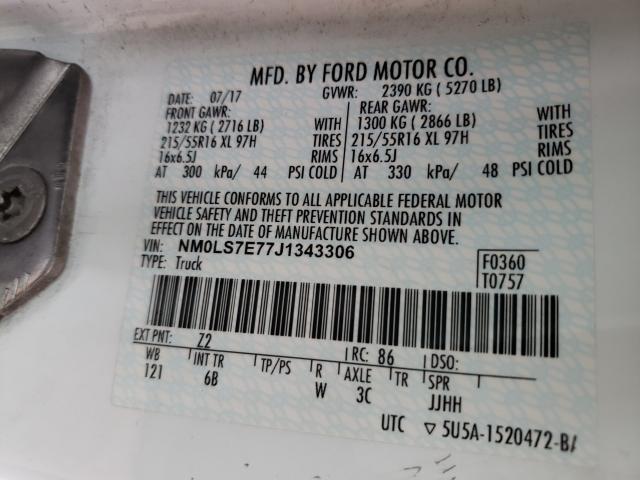 MFD. BY FORD MOTOR CO.
DATE: 07/17 GVWR: 2390 KG ( 5270 LB)
FRONT GAWR: REAR GAWR:
1232 KG ( 2716 LB) WITH 1300 KG ( 2866 LB) WITH
215/55R16 XL 97H TIRES 215/55R16 XL 97H TIRES
16x6.5J RIMS 16x6.5J RIMS
AT 300 kPa/ 44 PSI COLD AT 330 kPa/ 48 PSI COLD
THIS VEHICLE CONFORMS TO ALL APPLICABLE FEDERAL MOTOR
VEHICLE SAFETY AND THEFT PREVENTION STANDARDS IN
EFFECT ON THE DATE OF MANUFACTURE SHOWN ABOVE.
VIN: NM0LS7E77J1343306
TYPE: Truck
F0360
T0757
EXT PNT: Z2 RC: 86 DSO:
WB INT TR TP/PS R AXLE TR SPR
121 6B W 3C JJHH
UTC ▽ 5U5A-1520472-B